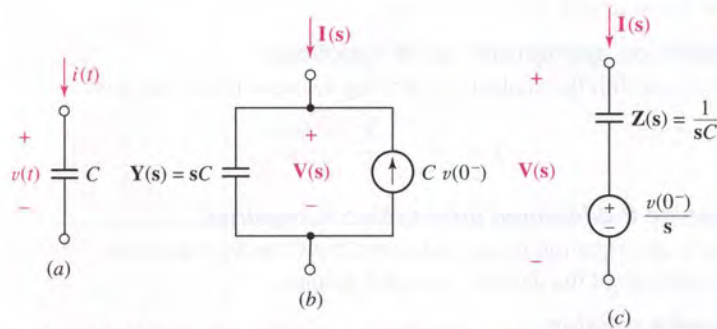 i(t)
+
v(t)
C
−
(a)
I(s)
+
Y(s) = sC
V(s)
C v(0⁻)
−
(b)
I(s)
+
Z(s) = 1/sC
V(s)
+
−
v(0⁻)/s
−
(c)